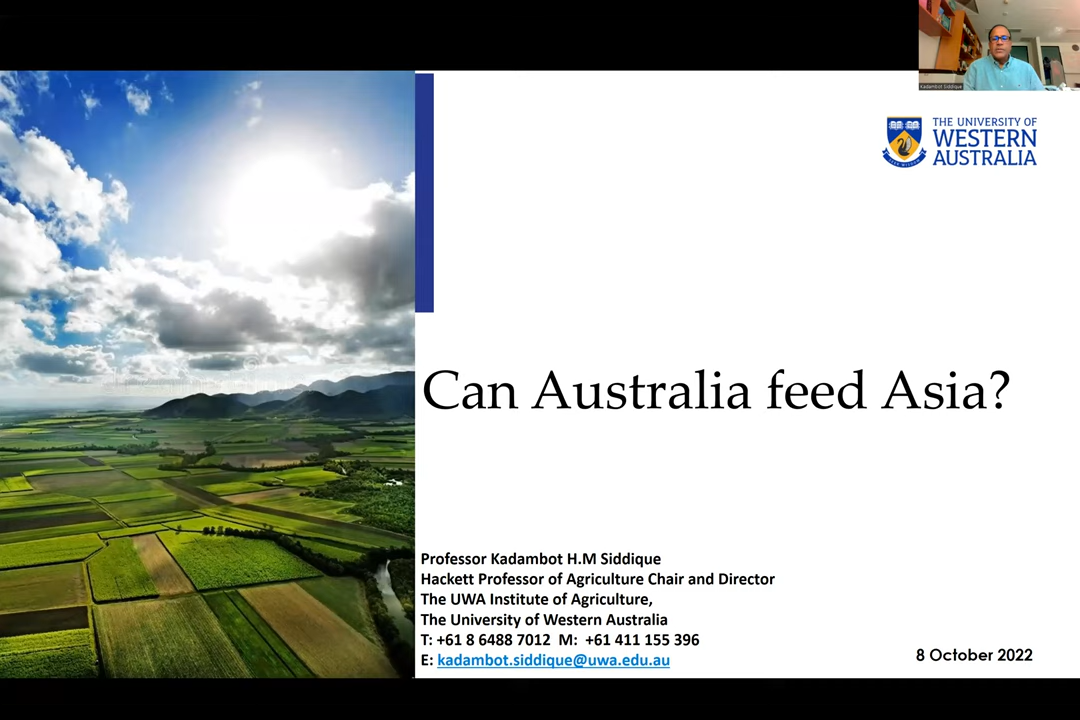 Kadambot Siddique
THE UNIVERSITY OF
WESTERN
AUSTRALIA
Can Australia feed Asia?
Professor Kadambot H.M Siddique
Hackett Professor of Agriculture Chair and Director
The UWA Institute of Agriculture,
The University of Western Australia
T: +61 8 6488 7012 M: +61 411 155 396
E: kadambot.siddique@uwa.edu.au
8 October 2022